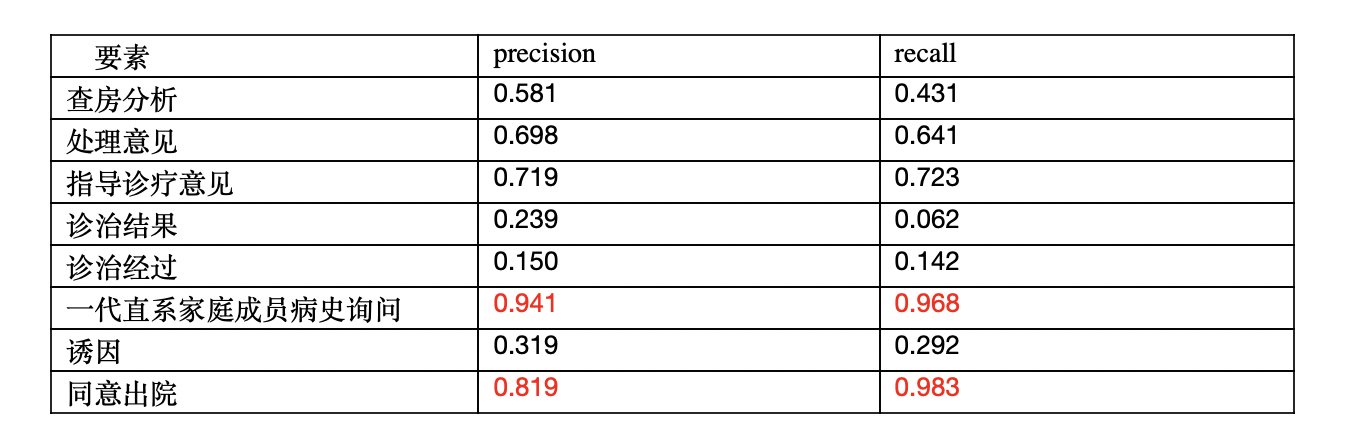 要素 precision recall
查房分析 0.581 0.431
处理意见 0.698 0.641
指导诊疗意见 0.719 0.723
诊治结果 0.239 0.062
诊治经过 0.150 0.142
一代直系家庭成员病史询问 0.941 0.968
诱因 0.319 0.292
同意出院 0.819 0.983